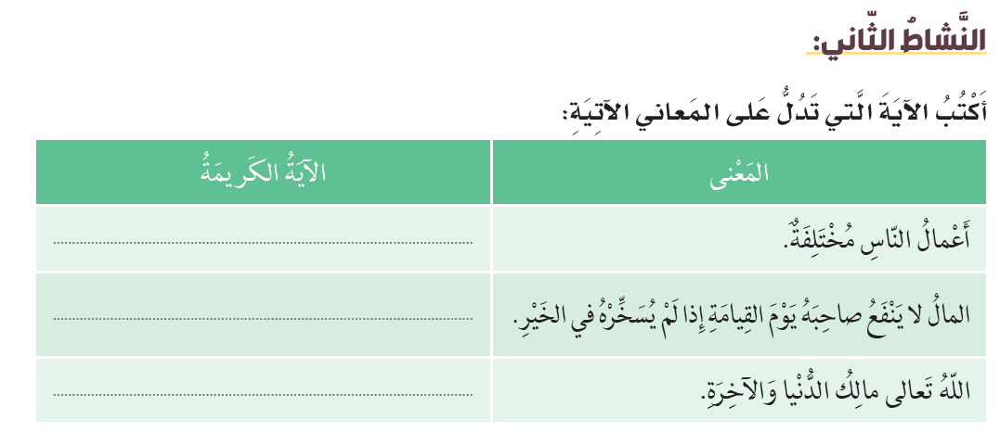 النَّشاطُ الثّاني:
أَكْتُبُ الآيَةَ الَّتي تَدُلُّ عَلى المَعاني الآتِيَةِ:
المَعْنى الآيَةُ الكَريمَةُ
أَعْمالُ النّاسِ مُخْتَلِفَةٌ. ........................................
المالُ لا يَنْفَعُ صاحِبَهُ يَوْمَ القِيامَةِ إِذا لَمْ يُسَخِّرْهُ في الخَيْرِ. ........................................
اللّهُ تَعالى مالِكُ الدُّنْيا وَالآخِرَةِ. ........................................